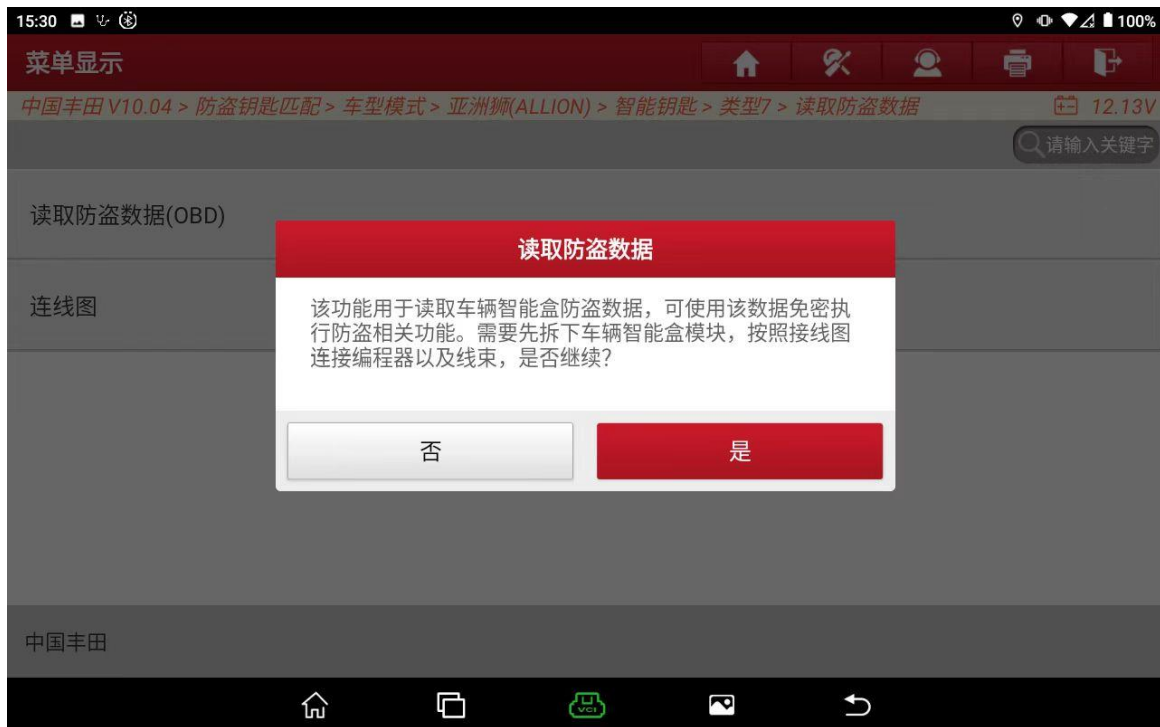 15:30
100%
菜单显示
中国丰田 V10.04 > 防盗钥匙匹配 > 车型模式 > 亚洲狮(ALLION) > 智能钥匙 > 类型7 > 读取防盗数据
12.13V
请输入关键字
读取防盗数据(OBD)
连线图
读取防盗数据
该功能用于读取车辆智能盒防盗数据，可使用该数据免密执
行防盗相关功能。需要先拆下车辆智能盒模块，按照接线图
连接编程器以及线束，是否继续？
否
是
中国丰田
VCI